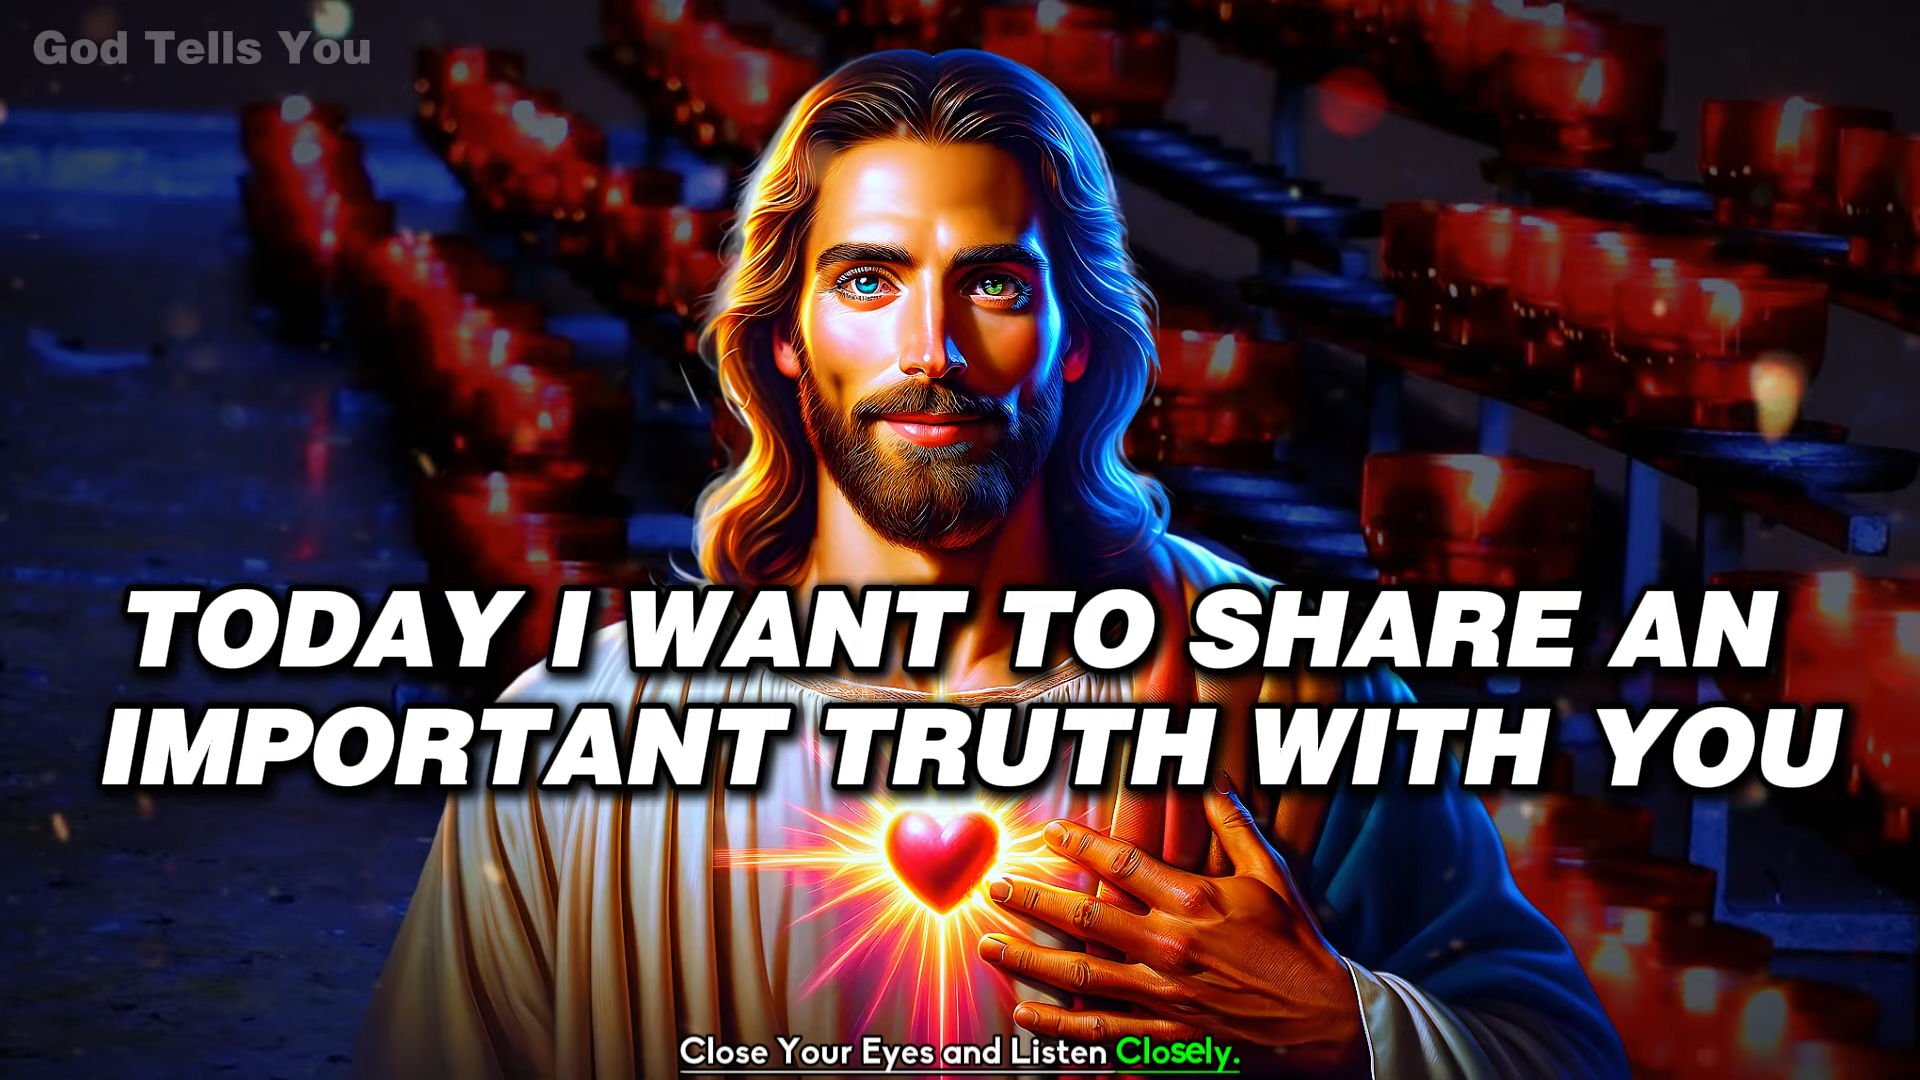 God Tells You
TODAY I WANT TO SHARE AN
IMPORTANT TRUTH WITH YOU
Close Your Eyes and Listen Closely.